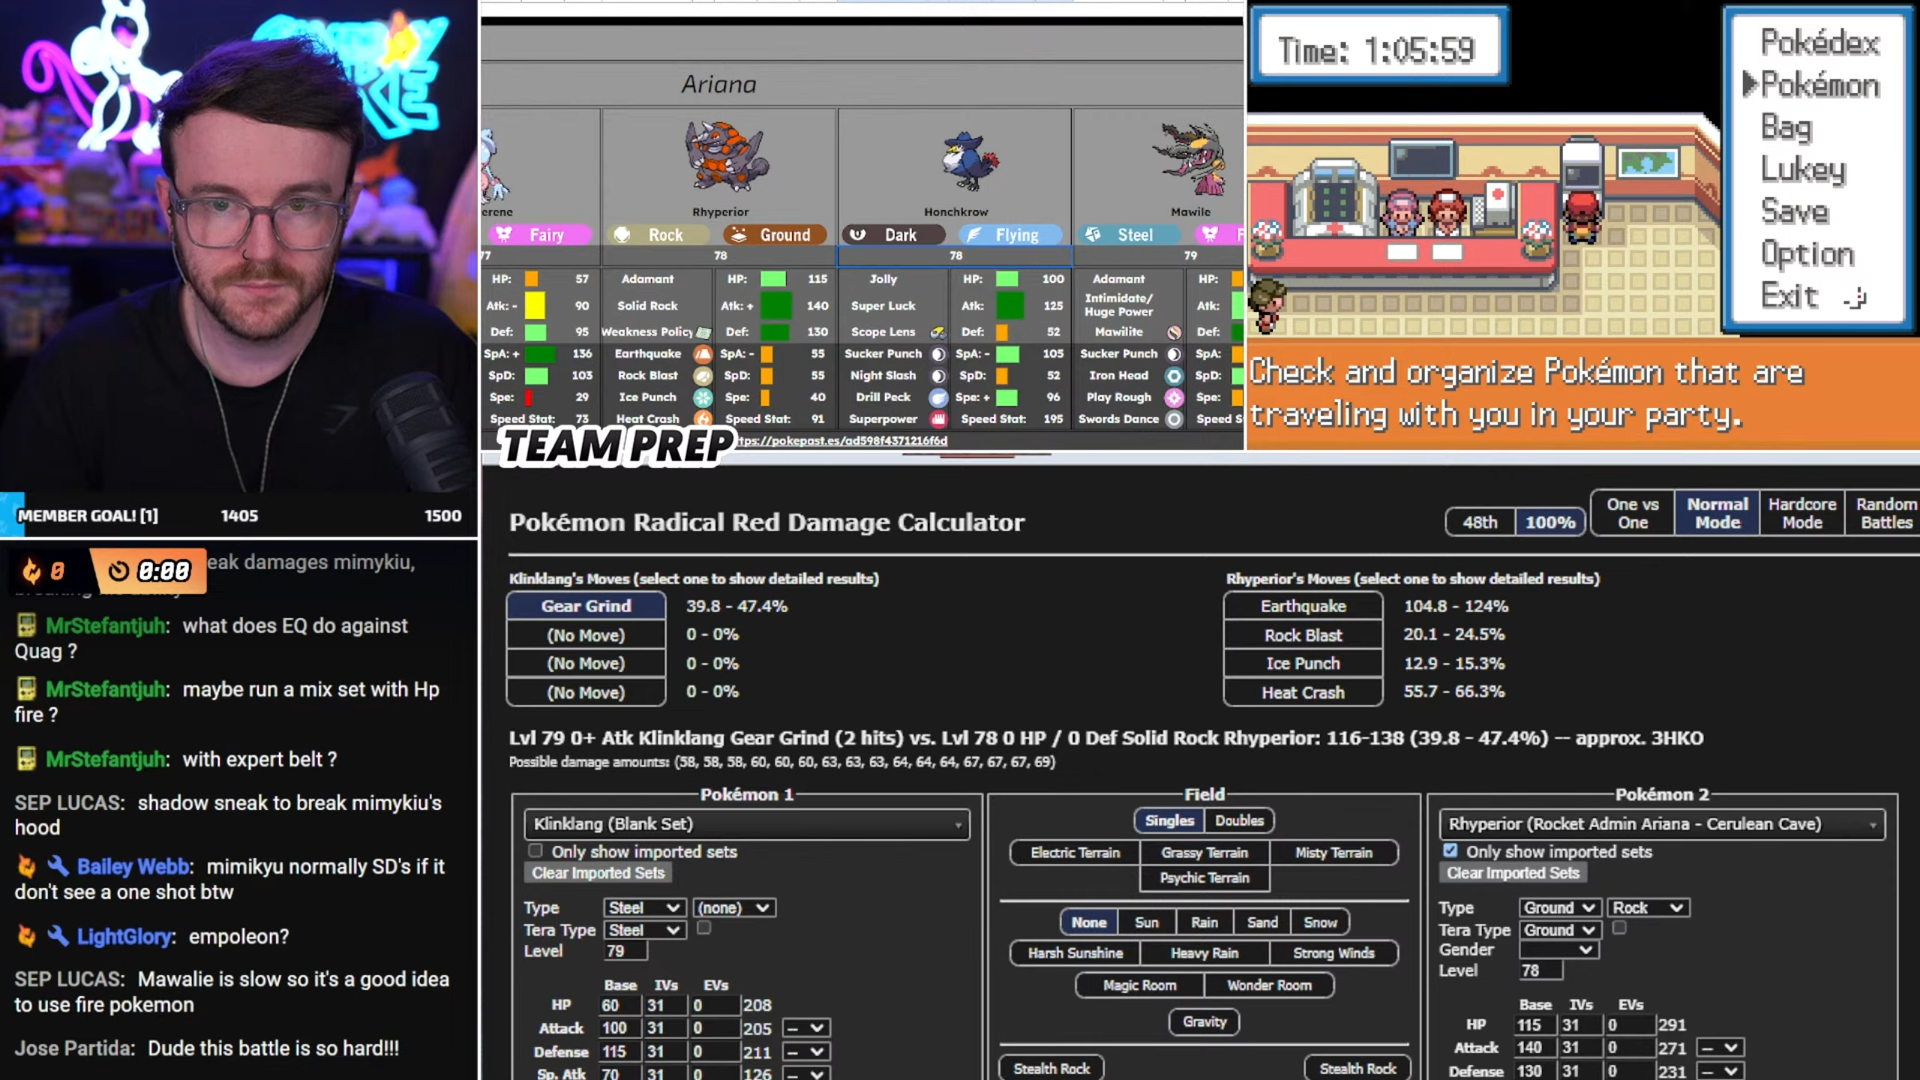 Ariana
erene
Rhyperior
Honchkrow
Mawile
Fairy
Rock
Ground
Dark
Flying
Steel
F
77
78
78
79
HP: 57
Adamant
HP: 115
Jolly
HP: 100
Adamant
HP:
Atk: - 90
Solid Rock
Atk: + 140
Super Luck
Atk: 125
Intimidate/
Huge Power
Atk:
Def: 95
Weakness Policy
Def: 130
Scope Lens
Def: 52
Mawilite
Def:
SpA: + 136
Earthquake
SpA: - 55
Sucker Punch
SpA: - 105
Sucker Punch
SpA:
SpD: 103
Rock Blast
SpD: 55
Night Slash
SpD: 52
Iron Head
SpD:
Spe: 29
Ice Punch
Spe: 40
Drill Peck
Spe: + 96
Play Rough
Spe:
Speed Stat: 73
Heat Crash
Speed Stat: 91
Superpower
Speed Stat: 195
Swords Dance
Speed S
TEAM PREP
ttps://pokepast.es/ad598f4371216f6d
Time: 1:05:59
Pokédex
Pokémon
Bag
Lukey
Save
Option
Exit
Check and organize Pokémon that are
traveling with you in your party.
MEMBER GOAL! [1] 1405 1500
0 0:00
eak damages mimykiu,
MrStefantjuh: what does EQ do against
Quag ?
MrStefantjuh: maybe run a mix set with Hp
fire ?
MrStefantjuh: with expert belt ?
SEP LUCAS: shadow sneak to break mimykiu's
hood
Bailey Webb: mimikyu normally SD's if it
don't see a one shot btw
LightGlory: empoleon?
SEP LUCAS: Mawalie is slow so it's a good idea
to use fire pokemon
Jose Partida: Dude this battle is so hard!!!
Pokémon Radical Red Damage Calculator
48th 100%
One vs
One
Normal
Mode
Hardcore
Mode
Random
Battles
Klinklang's Moves (select one to show detailed results)
Gear Grind 39.8 - 47.4%
(No Move) 0 - 0%
(No Move) 0 - 0%
(No Move) 0 - 0%
Rhyperior's Moves (select one to show detailed results)
Earthquake 104.8 - 124%
Rock Blast 20.1 - 24.5%
Ice Punch 12.9 - 15.3%
Heat Crash 55.7 - 66.3%
Lvl 79 0+ Atk Klinklang Gear Grind (2 hits) vs. Lvl 78 0 HP / 0 Def Solid Rock Rhyperior: 116-138 (39.8 - 47.4%) -- approx. 3HKO
Possible damage amounts: (58, 58, 58, 60, 60, 60, 63, 63, 63, 64, 64, 64, 67, 67, 67, 69)
Pokémon 1
Klinklang (Blank Set)
Only show imported sets
Clear Imported Sets
Type Steel (none)
Tera Type Steel
Level 79
Base IVs EVs
HP 60 31 0 208
Attack 100 31 0 205 --
Defense 115 31 0 211 --
Sp. Atk 70 31 0 126 --
Field
Singles Doubles
Electric Terrain Grassy Terrain Misty Terrain
Psychic Terrain
None Sun Rain Sand Snow
Harsh Sunshine Heavy Rain Strong Winds
Magic Room Wonder Room
Gravity
Stealth Rock Stealth Rock
Pokémon 2
Rhyperior (Rocket Admin Ariana - Cerulean Cave)
Only show imported sets
Clear Imported Sets
Type Ground Rock
Tera Type Ground
Gender
Level 78
Base IVs EVs
HP 115 31 0 291
Attack 140 31 0 271 --
Defense 130 31 0 231 --